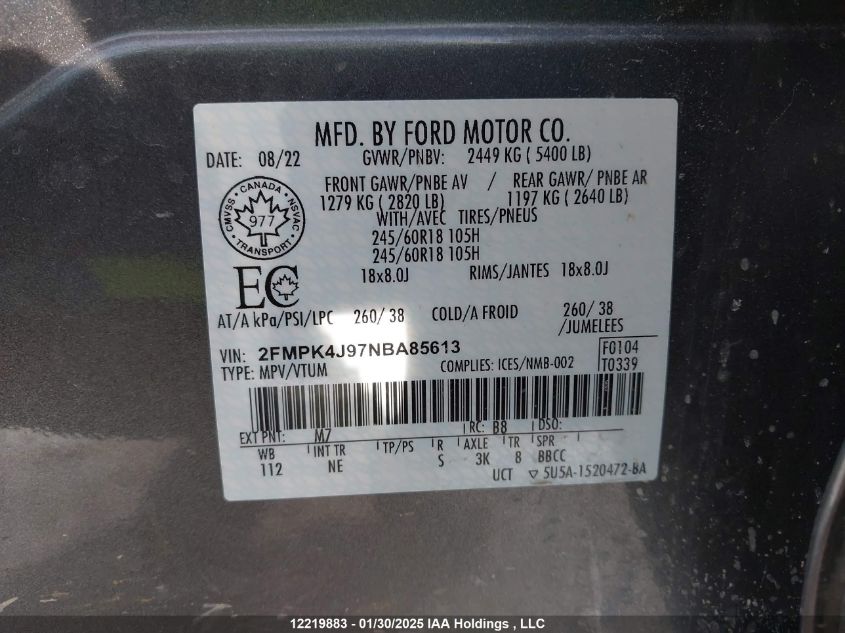 MFD. BY FORD MOTOR CO.
DATE: 08/22 GVWR/PNBV: 2449 KG ( 5400 LB)
FRONT GAWR/PNBE AV / REAR GAWR/ PNBE AR
1279 KG ( 2820 LB) 1197 KG ( 2640 LB)
WITH/AVEC TIRES/PNEUS
245/60R18 105H
245/60R18 105H
18x8.0J RIMS/JANTES 18x8.0J
CMVSS · CANADA · NSVAC
977
· TRANSPORT ·
EC
AT/A kPa/PSI/LPC 260/ 38 COLD/A FROID 260/ 38
/JUMELEES
VIN: 2FMPK4J97NBA85613 F0104
TYPE: MPV/VTUM COMPLIES: ICES/NMB-002 T0339
EXT PNT: M7 RC: B8 DSO:
WB INT TR TP/PS R AXLE TR SPR
112 NE S 3K 8 BBCC
UCT ▽ 5U5A-1520472-BA
12219883 - 01/30/2025 IAA Holdings , LLC